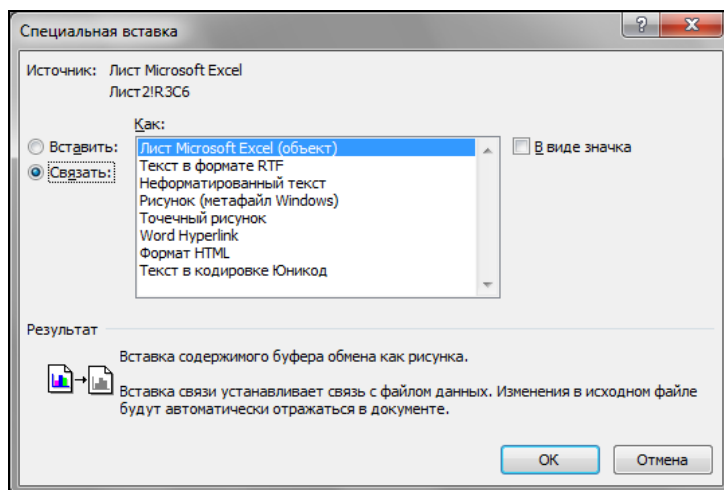 Специальная вставка
Источник: Лист Microsoft Excel
Лист2!R3C6
Как:
Вставить:
Связать:
Лист Microsoft Excel (объект)
Текст в формате RTF
Неформатированный текст
Рисунок (метафайл Windows)
Точечный рисунок
Word Hyperlink
Формат HTML
Текст в кодировке Юникод
В виде значка
Результат
Вставка содержимого буфера обмена как рисунка.
Вставка связи устанавливает связь с файлом данных. Изменения в исходном файле
будут автоматически отражаться в документе.
ОК
Отмена